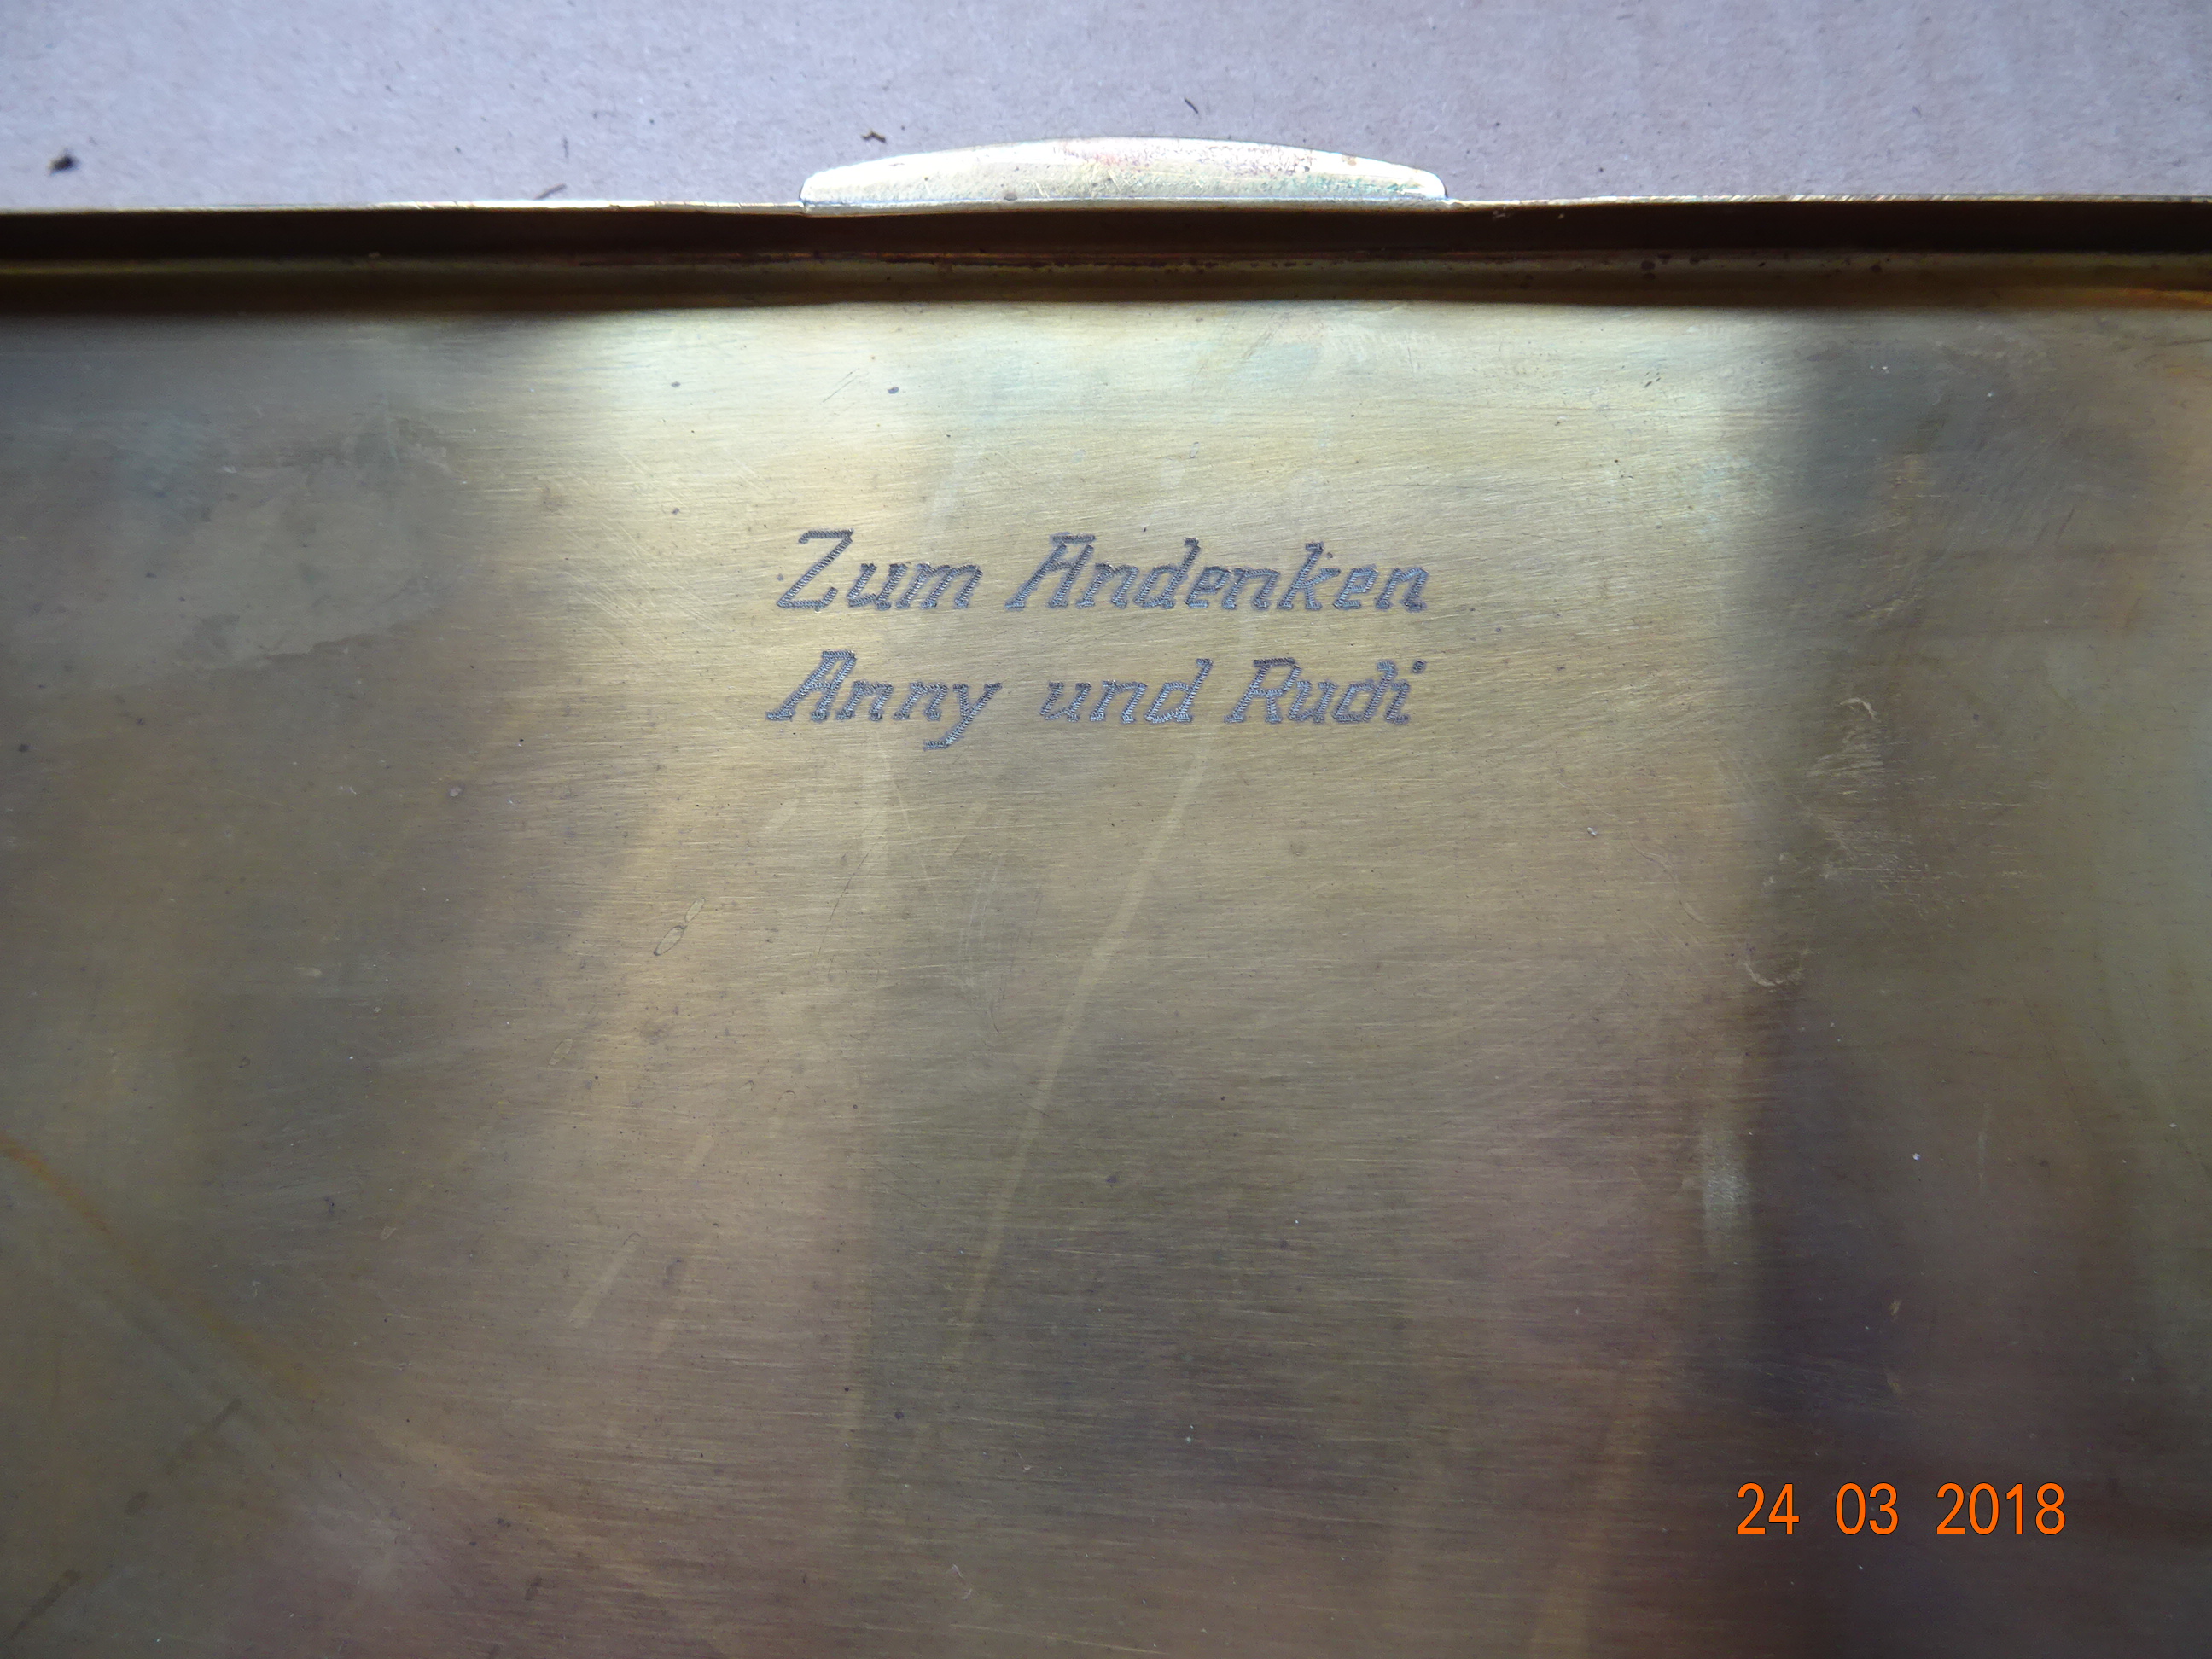 Zum Andenken
Anny und Rudi
24 03 2018